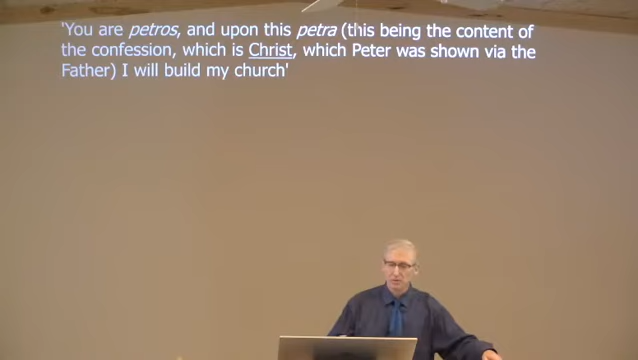 'You are petros, and upon this petra (this being the content of
the confession, which is Christ, which Peter was shown via the
Father) I will build my church'